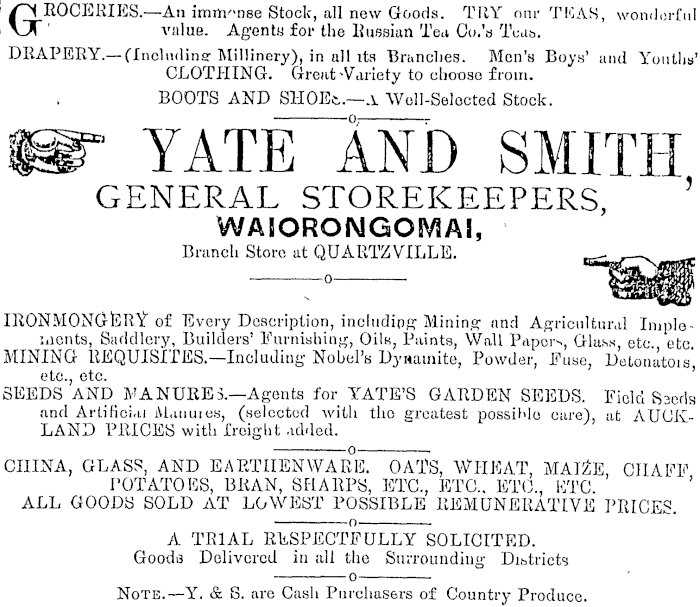 GROCERIES.—An immense Stock, all new Goods. TRY our TEAS, wonderful
value. Agents for the Russian Tea Co.'s Teas.
DRAPERY.—(Including Millinery), in all its Branches. Men's Boys' and Youths'
CLOTHING. Great Variety to choose from.
BOOTS AND SHOES.—A Well-Selected Stock.
YATE AND SMITH,
GENERAL STOREKEEPERS,
WAIORONGOMAI,
Branch Store at QUARTZVILLE.
IRONMONGERY of Every Description, including Mining and Agricultural Imple-
ments, Saddlery, Builders' Furnishing, Oils, Paints, Wall Papers, Glass, etc., etc.
MINING REQUISITES.—Including Nobel's Dynamite, Powder, Fuse, Detonators,
etc., etc.
SEEDS AND MANURES.—Agents for YATE'S GARDEN SEEDS. Field Seeds
and Artificial Manures, (selected with the greatest possible care), at AUCK-
LAND PRICES with freight added.
CHINA, GLASS, AND EARTHENWARE. OATS, WHEAT, MAIZE, CHAFF,
POTATOES, BRAN, SHARPS, ETC., ETC., ETC., ETC.
ALL GOODS SOLD AT LOWEST POSSIBLE REMUNERATIVE PRICES.
A TRIAL RESPECTFULLY SOLICITED.
Goods Delivered in all the Surrounding Districts
NOTE.—Y. & S. are Cash Purchasers of Country Produce.